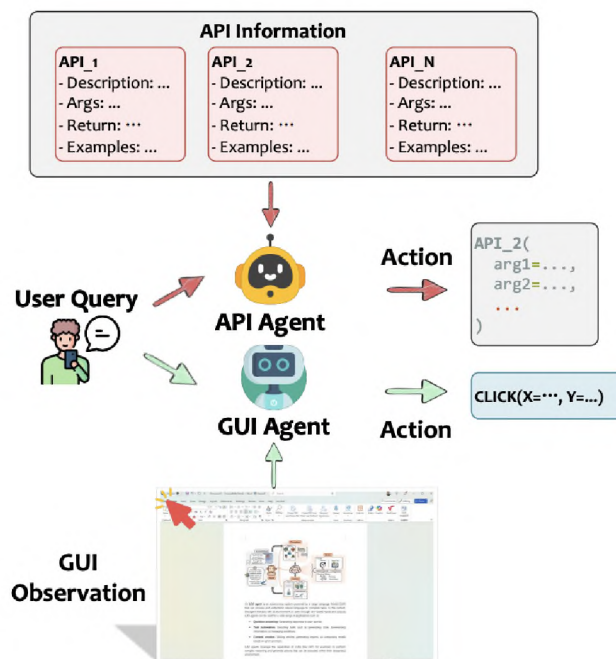 API Information
API_1
- Description: ...
- Args: ...
- Return: ···
- Examples: ...
API_2
- Description: ...
- Args: ...
- Return: ···
- Examples: ...
API_N
- Description: ...
- Args: ...
- Return: ···
- Examples: ...
User Query
API Agent
Action
API_2(
arg1=...,
arg2=...,
...
)
GUI Agent
Action
CLICK(X=···, Y=...)
GUI
Observation